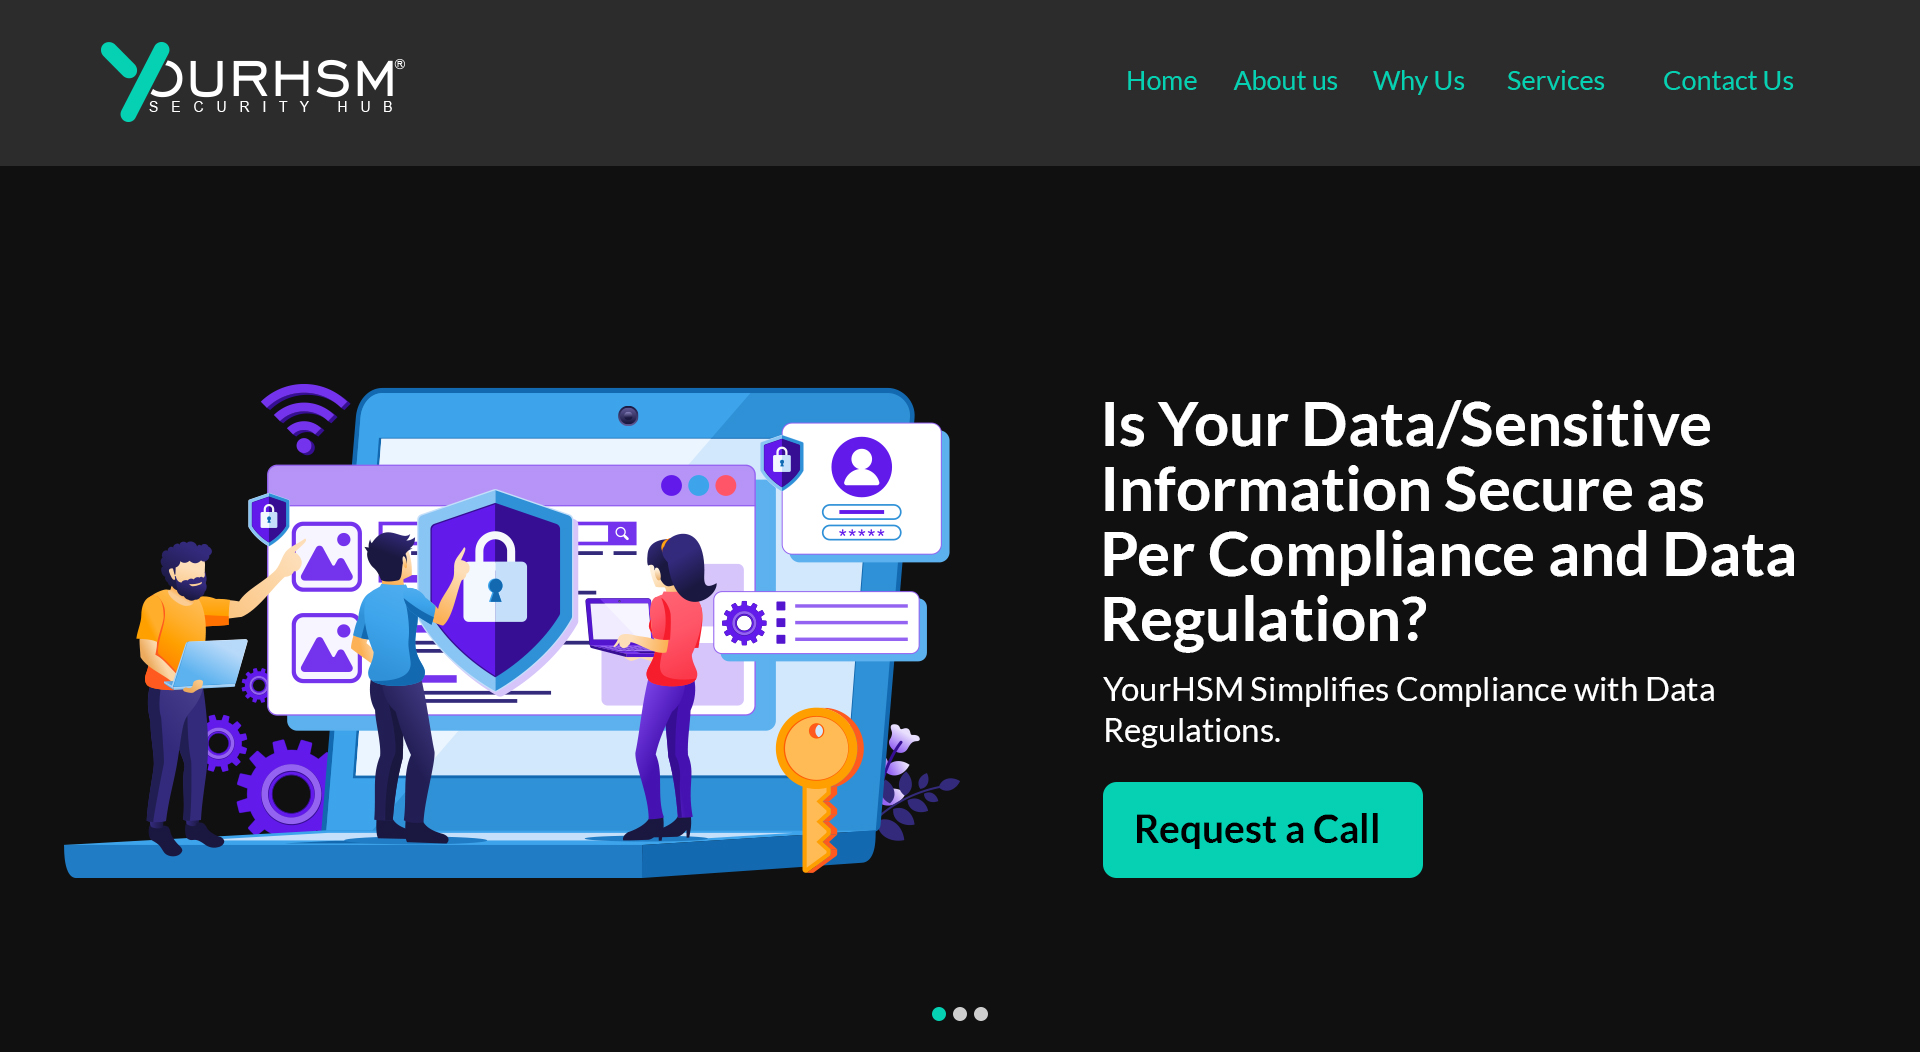 YOURHSM®
SECURITY HUB
Home About us Why Us Services Contact Us
Is Your Data/Sensitive
Information Secure as
Per Compliance and Data
Regulation?
YourHSM Simplifies Compliance with Data
Regulations.
Request a Call
*****